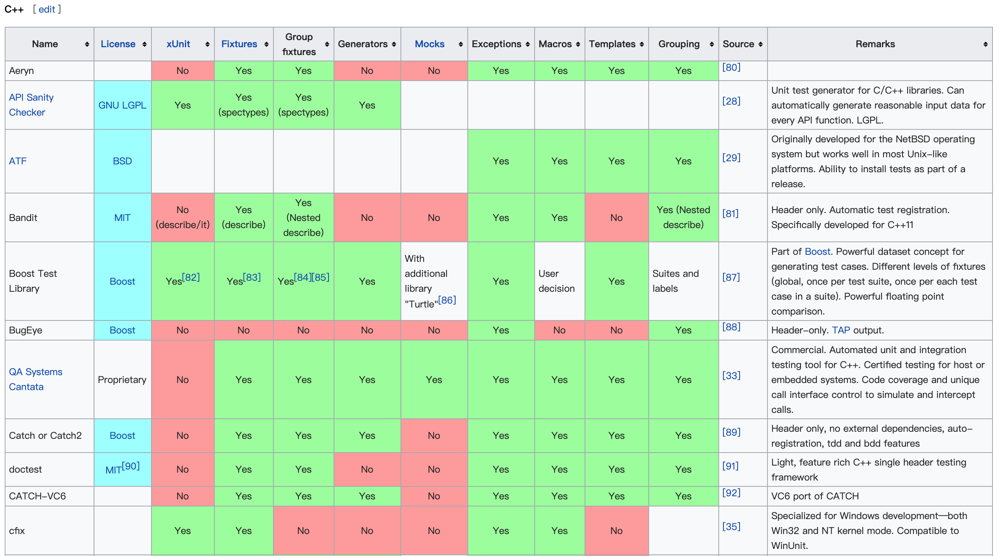 C++ [ edit ]
Name License xUnit Fixtures Group fixtures Generators Mocks Exceptions Macros Templates Grouping Source Remarks
Aeryn No Yes Yes No No Yes Yes Yes Yes [80]
API Sanity Checker GNU LGPL Yes Yes (spectypes) Yes (spectypes) Yes [28] Unit test generator for C/C++ libraries. Can automatically generate reasonable input data for every API function. LGPL.
ATF BSD Yes Yes Yes Yes [29] Originally developed for the NetBSD operating system but works well in most Unix-like platforms. Ability to install tests as part of a release.
Bandit MIT No (describe/it) Yes (describe) Yes (Nested describe) No No Yes Yes No Yes (Nested describe) [81] Header only. Automatic test registration. Specifically developed for C++11
Boost Test Library Boost Yes[82] Yes[83] Yes[84][85] Yes With additional library "Turtle"[86] Yes User decision Yes Suites and labels [87] Part of Boost. Powerful dataset concept for generating test cases. Different levels of fixtures (global, once per test suite, once per each test case in a suite). Powerful floating point comparison.
BugEye Boost No No No No No Yes No No Yes [88] Header-only. TAP output.
QA Systems Cantata Proprietary No Yes Yes Yes Yes Yes Yes Yes Yes [33] Commercial. Automated unit and integration testing tool for C++. Certified testing for host or embedded systems. Code coverage and unique call interface control to simulate and intercept calls.
Catch or Catch2 Boost No Yes Yes Yes No Yes Yes Yes Yes [89] Header only, no external dependencies, auto-registration, tdd and bdd features
doctest MIT[90] No Yes Yes No No Yes Yes Yes Yes [91] Light, feature rich C++ single header testing framework
CATCH-VC6 No Yes Yes Yes No Yes Yes Yes Yes [92] VC6 port of CATCH
cfix Yes Yes No No No Yes Yes No [35] Specialized for Windows development—both Win32 and NT kernel mode. Compatible to WinUnit.